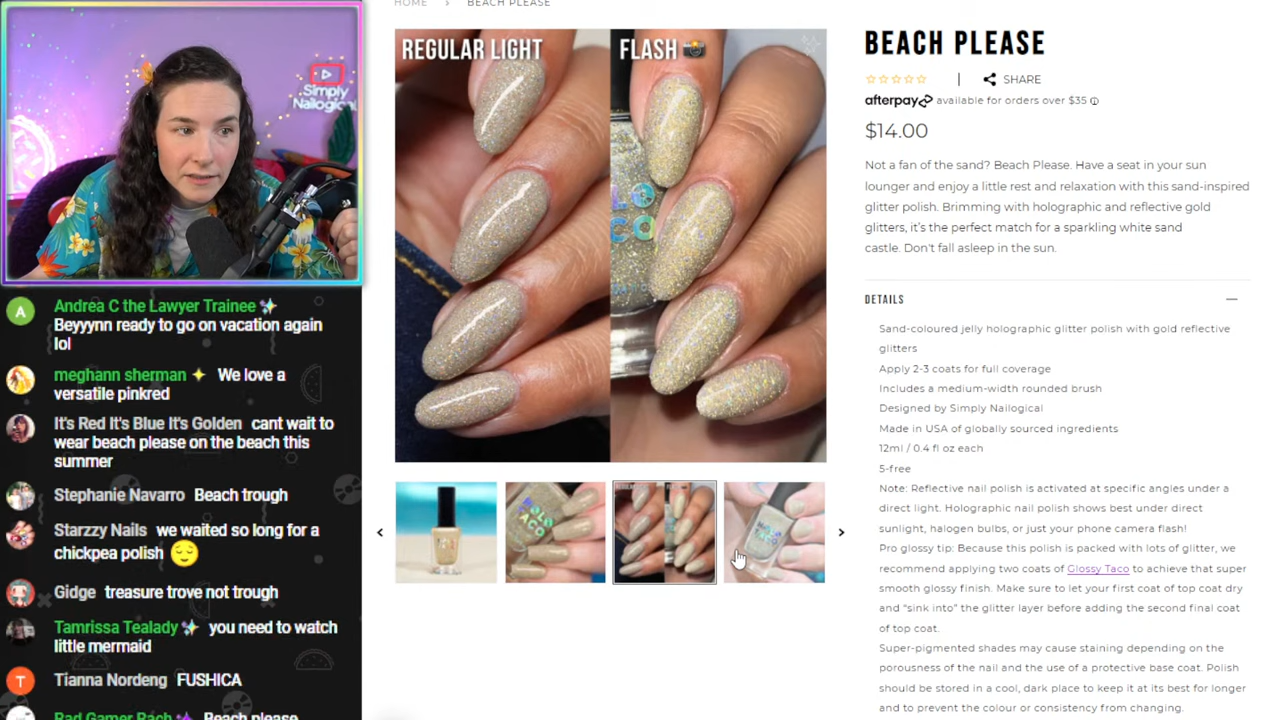 HOME > BEACH PLEASE
Simply
Nailogical
Andrea C the Lawyer Trainee
Beyyynn ready to go on vacation again
lol
meghann sherman We love a
versatile pinkred
It's Red It's Blue It's Golden cant wait to
wear beach please on the beach this
summer
Stephanie Navarro Beach trough
Starzzy Nails we waited so long for a
chickpea polish
Gidge treasure trove not trough
Tamrissa Tealady you need to watch
little mermaid
Tianna Nordeng FUSHICA
Rad Gamer Rach Beach please
REGULAR LIGHT
FLASH
BEACH PLEASE
SHARE
afterpay available for orders over $35
$14.00
Not a fan of the sand? Beach Please. Have a seat in your sun
lounger and enjoy a little rest and relaxation with this sand-inspired
glitter polish. Brimming with holographic and reflective gold
glitters, it's the perfect match for a sparkling white sand
castle. Don't fall asleep in the sun.
DETAILS
Sand-coloured jelly holographic glitter polish with gold reflective
glitters
Apply 2-3 coats for full coverage
Includes a medium-width rounded brush
Designed by Simply Nailogical
Made in USA of globally sourced ingredients
12ml / 0.4 fl oz each
5-free
Note: Reflective nail polish is activated at specific angles under a
direct light. Holographic nail polish shows best under direct
sunlight, halogen bulbs, or just your phone camera flash!
Pro glossy tip: Because this polish is packed with lots of glitter, we
recommend applying two coats of Glossy Taco to achieve that super
smooth glossy finish. Make sure to let your first coat of top coat dry
and "sink into" the glitter layer before adding the second final coat
of top coat.
Super-pigmented shades may cause staining depending on the
porousness of the nail and the use of a protective base coat. Polish
should be stored in a cool, dark place to keep it at its best for longer
and to prevent the colour or consistency from changing.